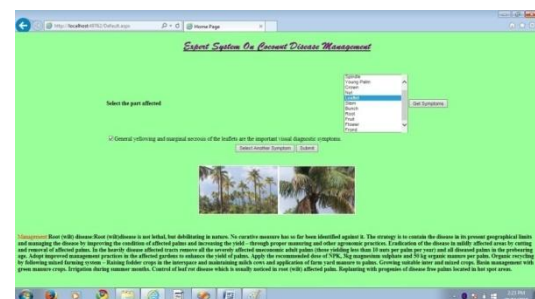 http://localhost:49762/Default.aspx
Home Page
Expert System On Coconut Disease Management
Select the part affected
Spindle
Young Palm
Crown
Nut
Leaflet
Stem
Bunch
Root
Fruit
Flower
Frond
Get Symptoms
General yellowing and marginal necrosis of the leaflets are the important visual diagnostic symptoms.
Select Another Symptom
Submit
Management:Root (wilt) disease:Root (wilt)disease is not lethal, but debilitating in nature. No curative measure has so far been identified against it. The strategy is to contain the disease in its present geographical limits
and managing the disease by improving the condition of affected palms and increasing the yield - through proper manuring and other agronomic practices. Eradication of the disease in mildly affected areas by cutting
and removal of affected palms. In the heavily disease affected tracts remove all the severely affected uneconomic adult palms (those yielding less than 10 nuts per palm per year) and all diseased palms in the prebearing
age. Adopt improved management practices in the affected gardens to enhance the yield of palms. Apply the recommended dose of NPK, 1kg magnesium sulphate and 50 kg organic manure per palm. Organic recycling
by following mixed farming system - Raising fodder crops in the interspace and maintaining milch cows and application of farm yard manure to palms. Growing suitable inter and mixed crops. Basin management with
green manure crops. Irrigation during summer months. Control of leaf rot disease which is usually noticed in root (wilt) affected palm. Replanting with progenies of disease free palms located in hot spot areas.
3:23 PM